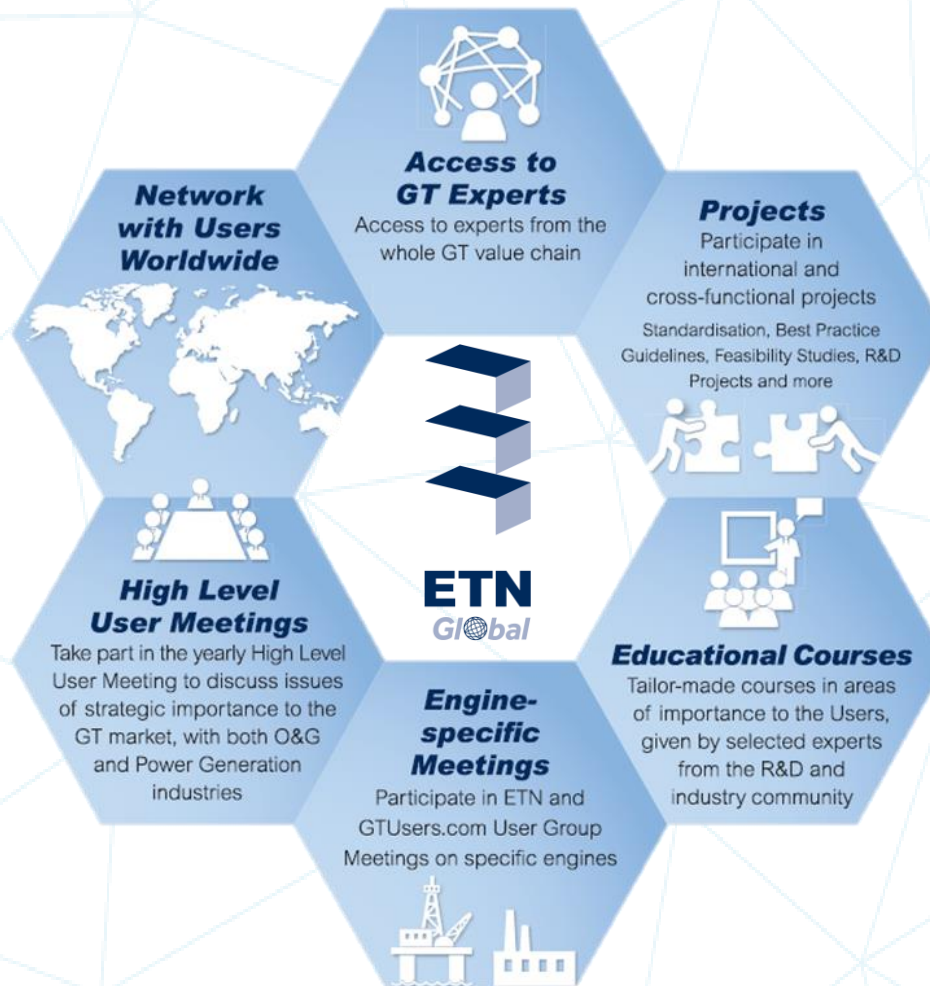 Access to
GT Experts
Access to experts from the
whole GT value chain
Network
with Users
Worldwide
Projects
Participate in
international and
cross-functional projects
Standardisation, Best Practice
Guidelines, Feasibility Studies, R&D
Projects and more
ETN
Global
High Level
User Meetings
Take part in the yearly High Level
User Meeting to discuss issues
of strategic importance to the
GT market, with both O&G
and Power Generation
industries
Educational Courses
Tailor-made courses in areas
of importance to the Users,
given by selected experts
from the R&D and
industry community
Engine-
specific
Meetings
Participate in ETN and
GTUsers.com User Group
Meetings on specific engines